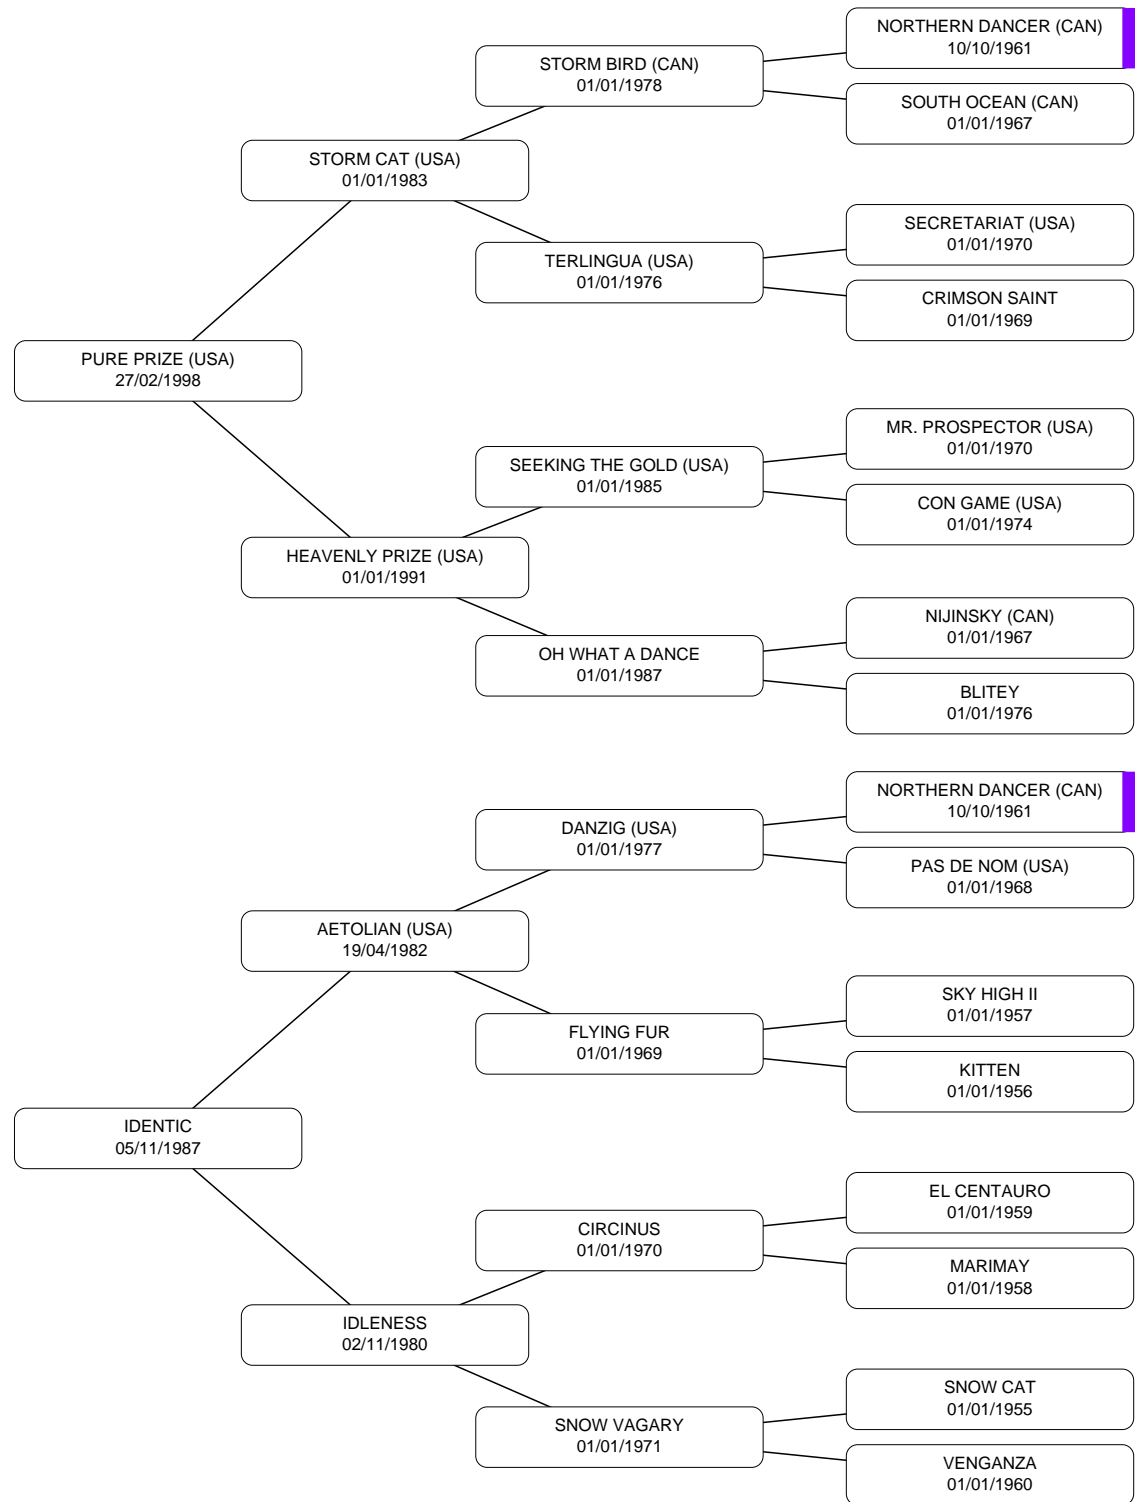 NORTHERN DANCER (CAN)
10/10/1961
STORM BIRD (CAN)
01/01/1978
SOUTH OCEAN (CAN)
01/01/1967
STORM CAT (USA)
01/01/1983
SECRETARIAT (USA)
01/01/1970
TERLINGUA (USA)
01/01/1976
CRIMSON SAINT
01/01/1969
PURE PRIZE (USA)
27/02/1998
MR. PROSPECTOR (USA)
01/01/1970
SEEKING THE GOLD (USA)
01/01/1985
CON GAME (USA)
01/01/1974
HEAVENLY PRIZE (USA)
01/01/1991
NIJINSKY (CAN)
01/01/1967
OH WHAT A DANCE
01/01/1987
BLITEY
01/01/1976
NORTHERN DANCER (CAN)
10/10/1961
DANZIG (USA)
01/01/1977
PAS DE NOM (USA)
01/01/1968
AETOLIAN (USA)
19/04/1982
SKY HIGH II
01/01/1957
FLYING FUR
01/01/1969
KITTEN
01/01/1956
IDENTIC
05/11/1987
EL CENTAURO
01/01/1959
CIRCINUS
01/01/1970
MARIMAY
01/01/1958
IDLENESS
02/11/1980
SNOW CAT
01/01/1955
SNOW VAGARY
01/01/1971
VENGANZA
01/01/1960